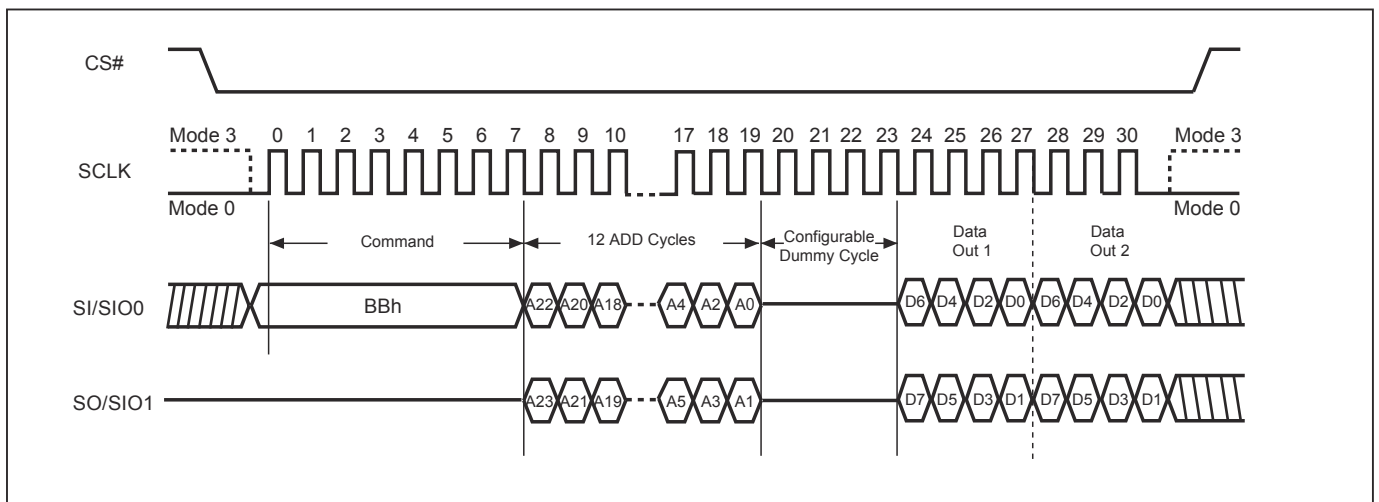 CS#
Mode 3 0 1 2 3 4 5 6 7 8 9 10 17 18 19 20 21 22 23 24 25 26 27 28 29 30 Mode 3
SCLK
Mode 0 Mode 0
Command 12 ADD Cycles Configurable Dummy Cycle Data Out 1 Data Out 2
SI/SIO0 BBh A22 A20 A18 A4 A2 A0 D6 D4 D2 D0 D6 D4 D2 D0
SO/SIO1 A23 A21 A19 A5 A3 A1 D7 D5 D3 D1 D7 D5 D3 D1